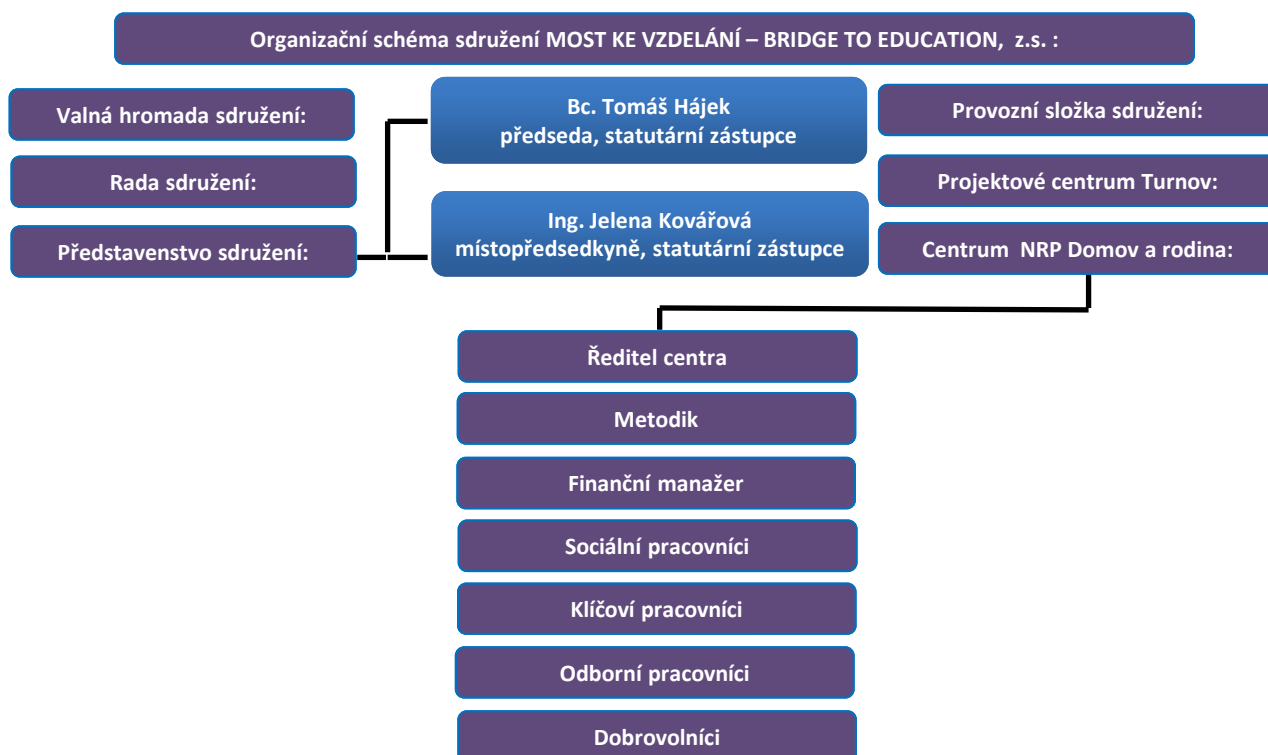 Organizační schéma sdružení MOST KE VZDELÁNÍ – BRIDGE TO EDUCATION, z.s. :
Valná hromada sdružení:
Rada sdružení:
Představenstvo sdružení:
Bc. Tomáš Hájek
předseda, statutární zástupce
Ing. Jelena Kovářová
místopředsedkyně, statutární zástupce
Provozní složka sdružení:
Projektové centrum Turnov:
Centrum NRP Domov a rodina:
Ředitel centra
Metodik
Finanční manažer
Sociální pracovníci
Klíčoví pracovníci
Odborní pracovníci
Dobrovolníci